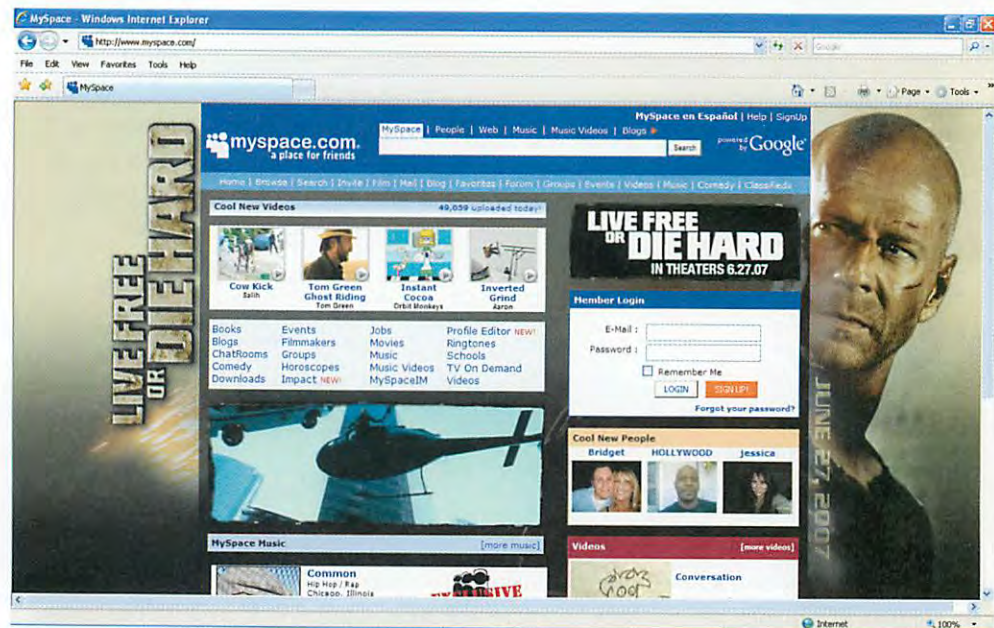 MySpace - Windows Internet Explorer
http://www.myspace.com/
Google
File Edit View Favorites Tools Help
MySpace
Page Tools
LIVE FREE
OR DIE HARD
MySpace en Español | Help | SignUp
myspace.com
a place for friends
MySpace | People | Web | Music | Music Videos | Blogs
Search
powered by Google
Home | Browse | Search | Invite | Film | Mail | Blog | Favorites | Forum | Groups | Events | Videos | Music | Comedy | Classifieds
Cool New Videos 49,039 uploaded today!
Cow Kick
Salih
Tom Green
Ghost Riding
Tom Green
Instant
Cocoa
Orbit Monkeys
Inverted
Grind
Aaron
Books Events Jobs Profile Editor NEW!
Blogs Filmmakers Movies Ringtones
ChatRooms Groups Music Schools
Comedy Horoscopes Music Videos TV On Demand
Downloads Impact NEW! MySpaceIM Videos
MySpace Music [more music]
Common
Hip Hop / Rap
Chicago, Illinois
EXCLUSIVE
LIVE FREE
OR DIE HARD
IN THEATERS 6.27.07
Member Login
E-Mail :
Password :
Remember Me
LOGIN SIGN UP!
Forgot your password?
Cool New People
Bridget HOLLYWOOD jessica
Videos [more videos]
Conversation
JUNE 27, 2007
Internet 100%